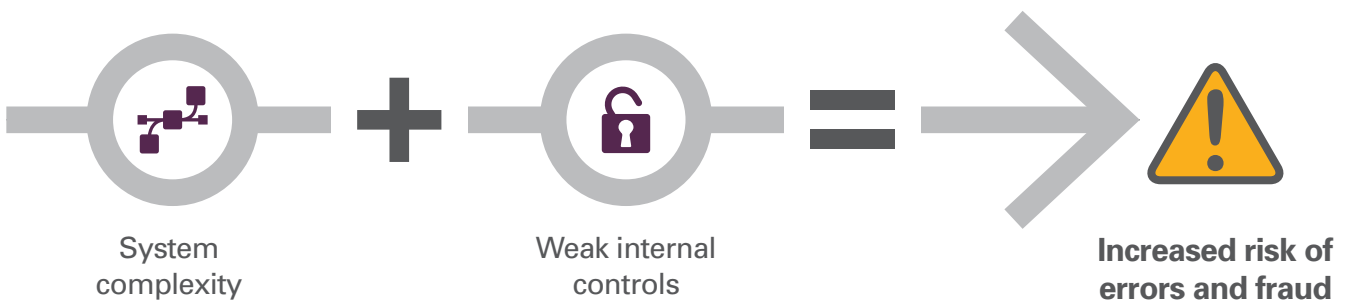 System
complexity
Weak internal
controls
Increased risk of
errors and fraud